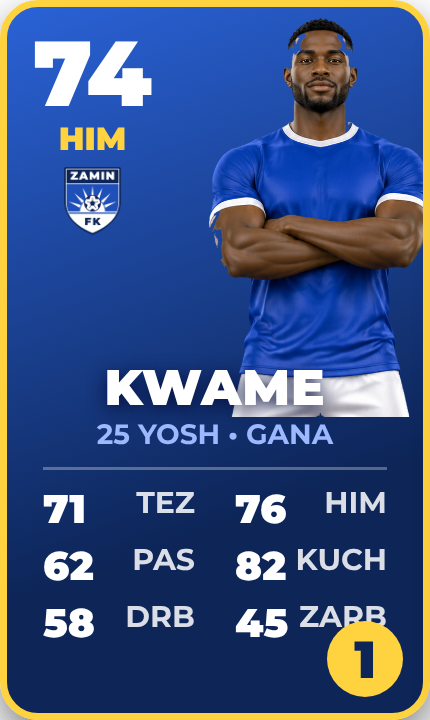 74
HIM
ZAMIN
FK
KWAME
25 YOSH • GANA
71 TEZ 76 HIM
62 PAS 82 KUCH
58 DRB 45 ZARB
1